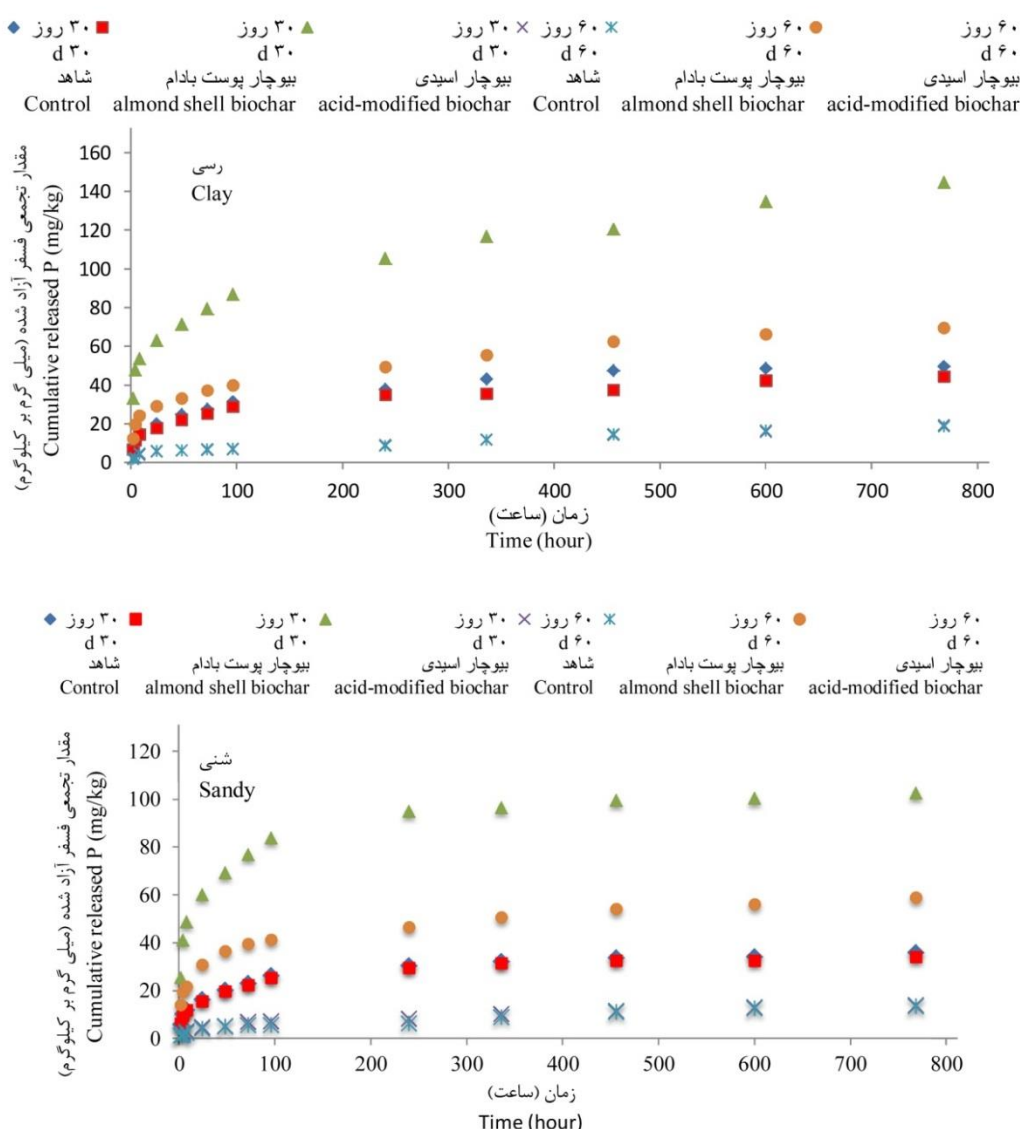 ۳۰ روز ۳۰ روز ۳۰ روز ۶۰ روز ۶۰ روز ۶۰ روز
d ۳۰ d ۳۰ d ۳۰ d ۶۰ d ۶۰ d ۶۰
شاهد بیوچار پوست بادام بیوچار اسیدی شاهد بیوچار پوست بادام بیوچار اسیدی
Control almond shell biochar acid-modified biochar Control almond shell biochar acid-modified biochar
مقدار تجمعی فسفر آزاد شده (میلی گرم بر کیلوگرم)
Cumulative released P (mg/kg)
رسی
Clay
160
140
120
100
80
60
40
20
0
0 100 200 300 400 500 600 700 800
زمان (ساعت)
Time (hour)
۳۰ روز ۳۰ روز ۳۰ روز ۶۰ روز ۶۰ روز ۶۰ روز
d ۳۰ d ۳۰ d ۳۰ d ۶۰ d ۶۰ d ۶۰
شاهد بیوچار پوست بادام بیوچار اسیدی شاهد بیوچار پوست بادام بیوچار اسیدی
Control almond shell biochar acid-modified biochar Control almond shell biochar acid-modified biochar
مقدار تجمعی فسفر آزاد شده (میلی گرم بر کیلوگرم)
Cumulative released P (mg/kg)
شنی
Sandy
120
100
80
60
40
20
0
0 100 200 300 400 500 600 700 800
زمان (ساعت)
Time (hour)